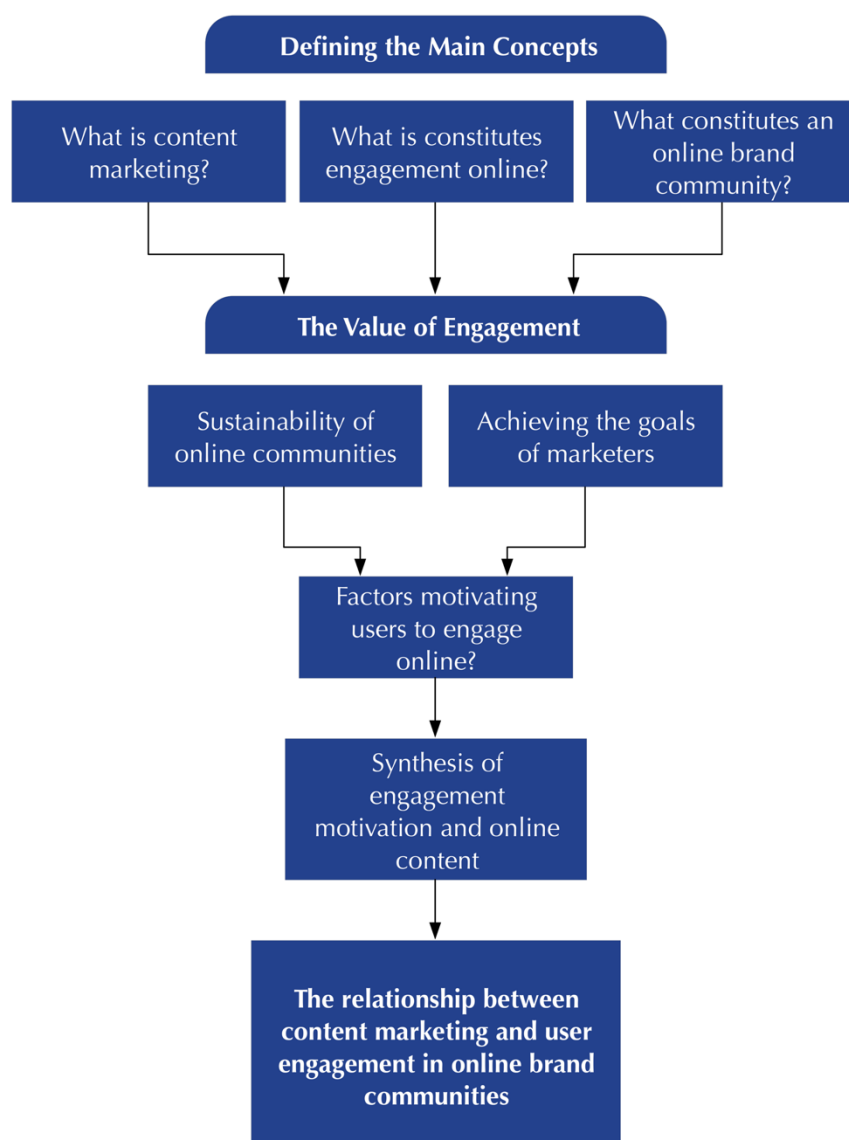 Defining the Main Concepts
What is content
marketing?
What is constitutes
engagement online?
What constitutes an
online brand
community?
The Value of Engagement
Sustainability of
online communities
Achieving the goals
of marketers
Factors motivating
users to engage
online?
Synthesis of
engagement
motivation and online
content
The relationship between
content marketing and user
engagement in online brand
communities